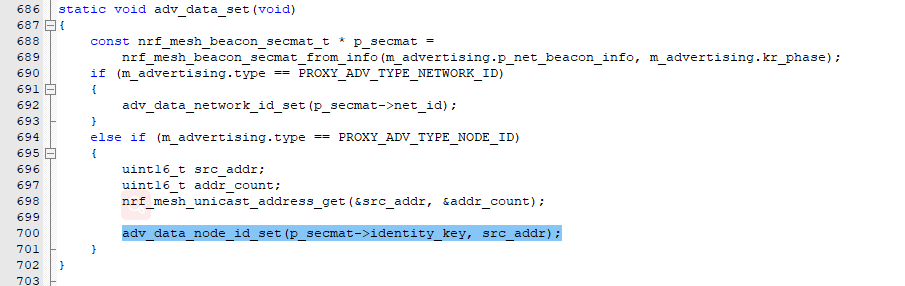 686 static void adv_data_set(void)
687 {
688 const nrf_mesh_beacon_secmat_t * p_secmat =
689 nrf_mesh_beacon_secmat_from_info(m_advertising.p_net_beacon_info, m_advertising.kr_phase);
690 if (m_advertising.type == PROXY_ADV_TYPE_NETWORK_ID)
691 {
692 adv_data_network_id_set(p_secmat->net_id);
693 }
694 else if (m_advertising.type == PROXY_ADV_TYPE_NODE_ID)
695 {
696 uint16_t src_addr;
697 uint16_t addr_count;
698 nrf_mesh_unicast_address_get(&src_addr, &addr_count);
699
700 adv_data_node_id_set(p_secmat->identity_key, src_addr);
701 }
702 }
703